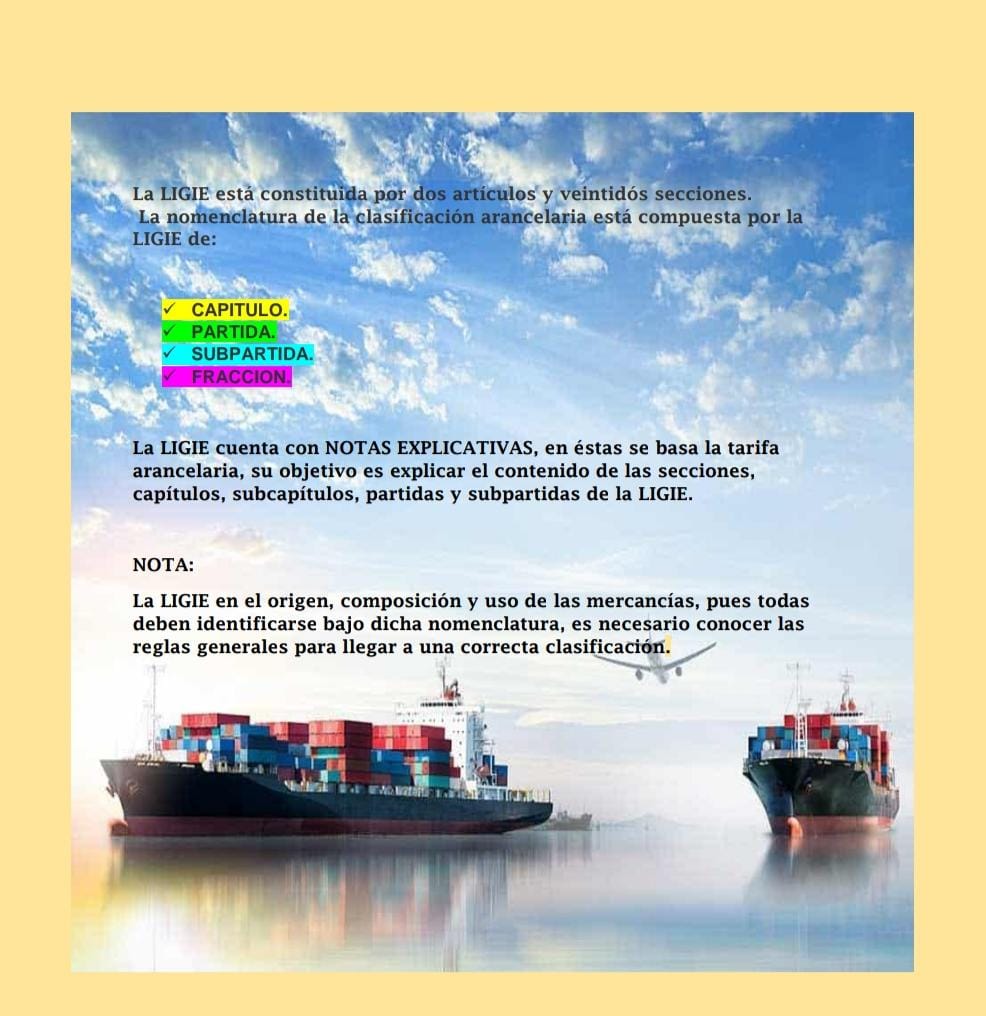 La LIGIE está constituida por dos artículos y veintidós secciones.
La nomenclatura de la clasificación arancelaria está compuesta por la
LIGIE de:
✓ CAPITULO.
✓ PARTIDA.
✓ SUBPARTIDA.
✓ FRACCION.
La LIGIE cuenta con NOTAS EXPLICATIVAS, en éstas se basa la tarifa
arancelaria, su objetivo es explicar el contenido de las secciones,
capítulos, subcapítulos, partidas y subpartidas de la LIGIE.
NOTA:
La LIGIE en el origen, composición y uso de las mercancías, pues todas
deben identificarse bajo dicha nomenclatura, es necesario conocer las
reglas generales para llegar a una correcta clasificación.